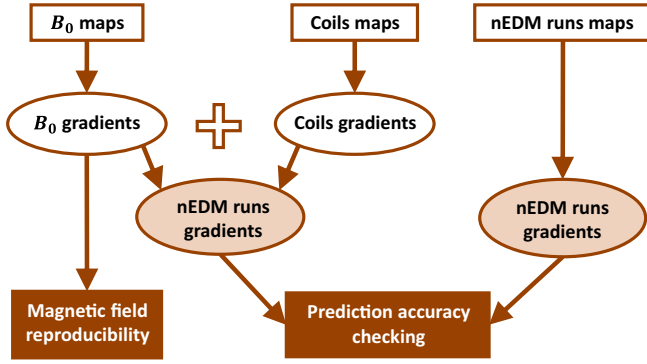 B₀ maps
Coils maps
nEDM runs maps
B₀ gradients
Coils gradients
nEDM runs
gradients
nEDM runs
gradients
Magnetic field
reproducibility
Prediction accuracy
checking